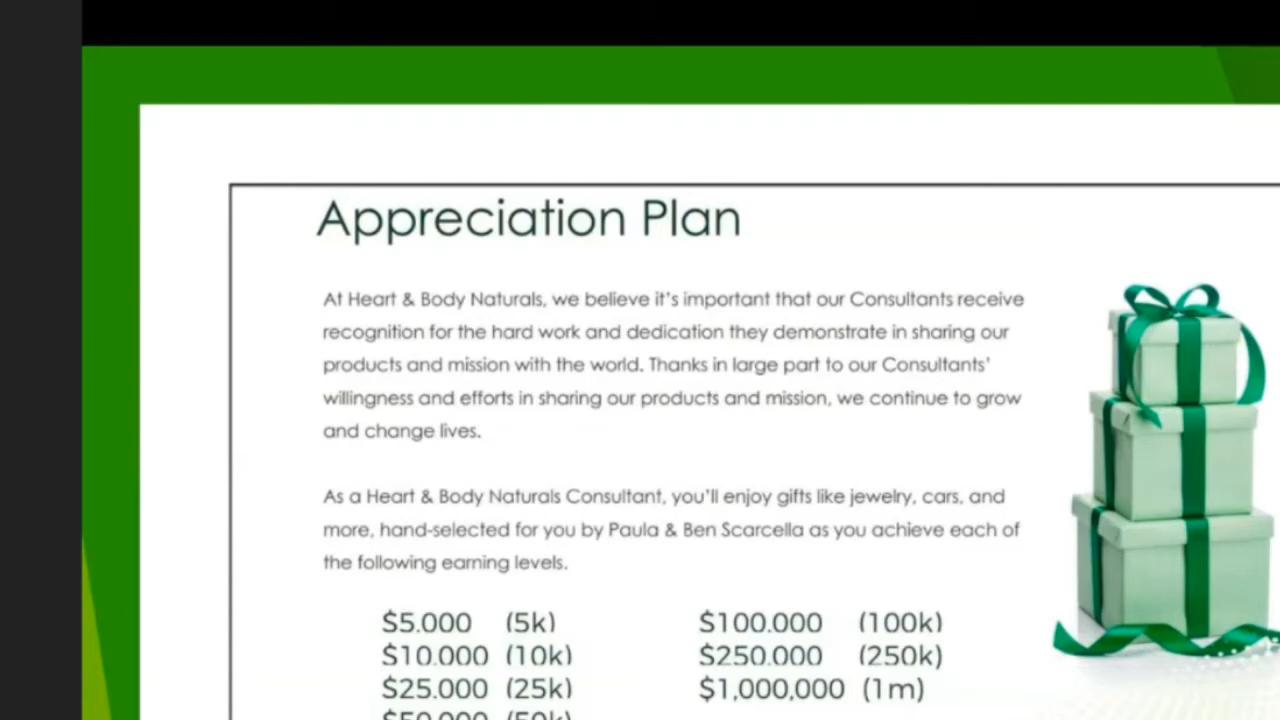 Appreciation Plan
At Heart & Body Naturals, we believe it's important that our Consultants receive
recognition for the hard work and dedication they demonstrate in sharing our
products and mission with the world. Thanks in large part to our Consultants'
willingness and efforts in sharing our products and mission, we continue to grow
and change lives.
As a Heart & Body Naturals Consultant, you'll enjoy gifts like jewelry, cars, and
more, hand-selected for you by Paula & Ben Scarcella as you achieve each of
the following earning levels.
$5.000 (5k) $100.000 (100k)
$10.000 (10k) $250.000 (250k)
$25.000 (25k) $1,000,000 (1m)
$50.000 (50k)